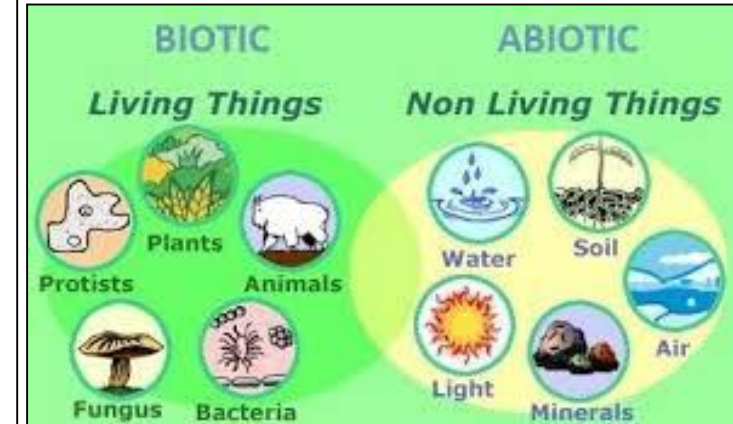 BIOTIC
Living Things
Protists
Plants
Animals
Fungus
Bacteria
ABIOTIC
Non Living Things
Water
Soil
Air
Light
Minerals